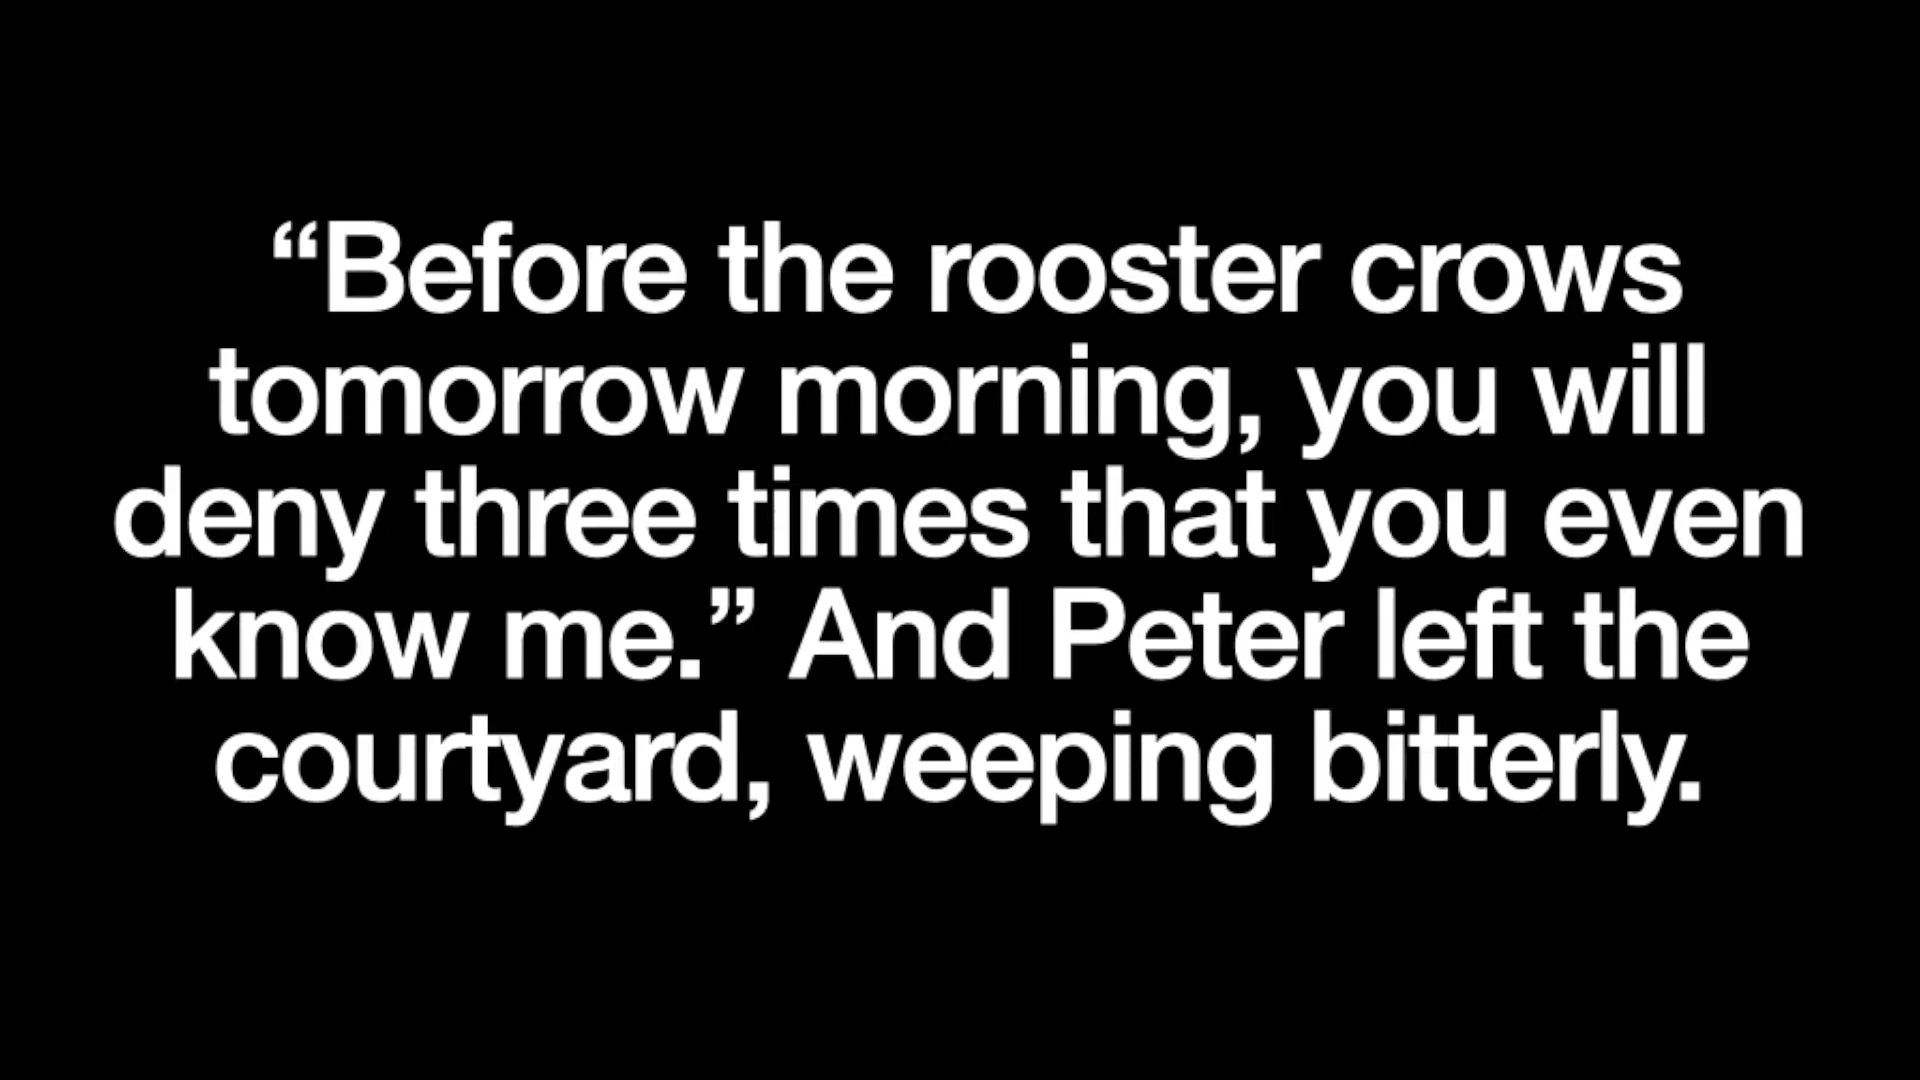 “Before the rooster crows
tomorrow morning, you will
deny three times that you even
know me.” And Peter left the
courtyard, weeping bitterly.